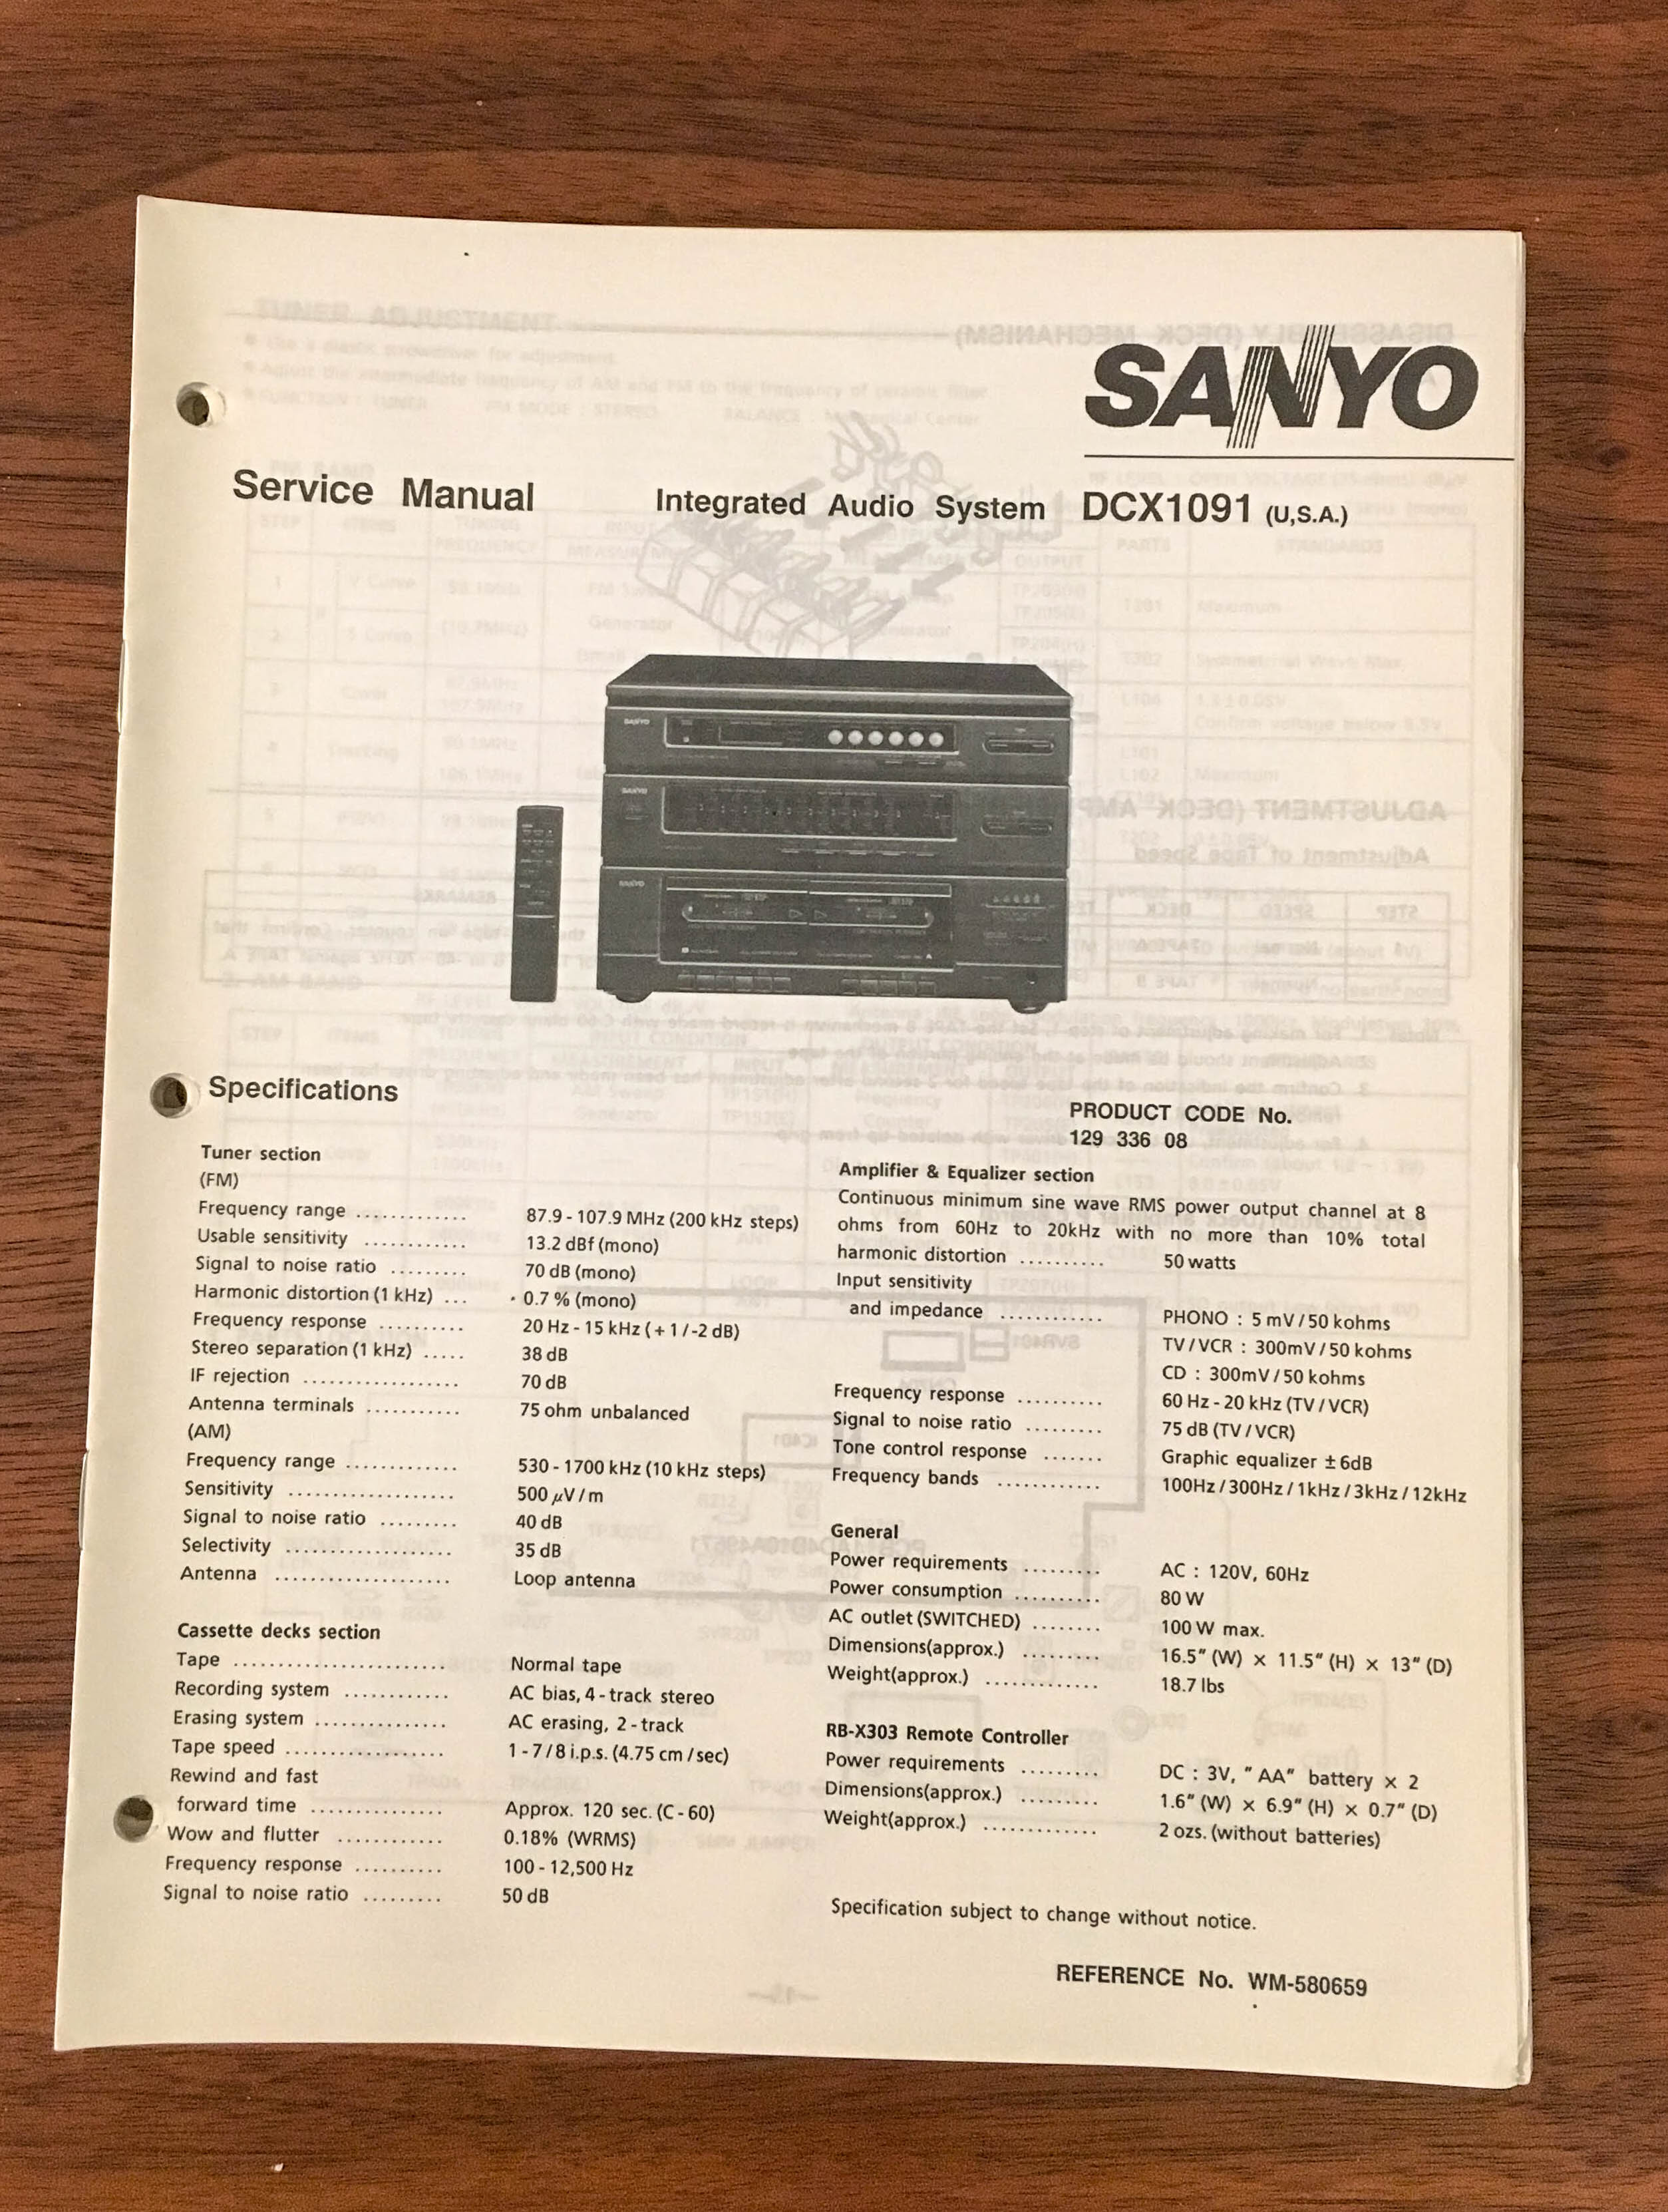 SANYO
Service Manual Integrated Audio System DCX1091 (U,S.A.)
SANYO
SANYO
SANYO
Specifications
PRODUCT CODE No.
129 336 08
Tuner section
(FM)
Frequency range ............. 87.9 - 107.9 MHz (200 kHz steps)
Usable sensitivity ............ 13.2 dBf (mono)
Signal to noise ratio ......... 70 dB (mono)
Harmonic distortion (1 kHz) ... 0.7 % (mono)
Frequency response .......... 20 Hz - 15 kHz ( + 1 / -2 dB)
Stereo separation (1 kHz) ..... 38 dB
IF rejection .................. 70 dB
Antenna terminals ........... 75 ohm unbalanced
(AM)
Frequency range ............. 530 - 1700 kHz (10 kHz steps)
Sensitivity ................... 500 μV / m
Signal to noise ratio ......... 40 dB
Selectivity ................... 35 dB
Antenna .................... Loop antenna
Cassette decks section
Tape ........................ Normal tape
Recording system ............ AC bias, 4 - track stereo
Erasing system ............... AC erasing, 2 - track
Tape speed .................. 1 - 7 / 8 i.p.s. (4.75 cm / sec)
Rewind and fast
forward time ............... Approx. 120 sec. (C - 60)
Wow and flutter ............ 0.18% (WRMS)
Frequency response .......... 100 - 12,500 Hz
Signal to noise ratio ......... 50 dB
Amplifier & Equalizer section
Continuous minimum sine wave RMS power output channel at 8
ohms from 60Hz to 20kHz with no more than 10% total
harmonic distortion .......... 50 watts
Input sensitivity
and impedance ............ PHONO : 5 mV / 50 kohms
TV / VCR : 300mV / 50 kohms
CD : 300mV / 50 kohms
Frequency response .......... 60 Hz - 20 kHz (TV / VCR)
Signal to noise ratio ......... 75 dB (TV / VCR)
Tone control response ....... Graphic equalizer ± 6dB
Frequency bands ............ 100Hz / 300Hz / 1kHz / 3kHz / 12kHz
General
Power requirements ......... AC : 120V, 60Hz
Power consumption .......... 80 W
AC outlet (SWITCHED) ........ 100 W max.
Dimensions(approx.) ......... 16.5" (W) × 11.5" (H) × 13" (D)
Weight(approx.) ............. 18.7 lbs
RB-X303 Remote Controller
Power requirements ......... DC : 3V, " AA" battery × 2
Dimensions(approx.) ......... 1.6" (W) × 6.9" (H) × 0.7" (D)
Weight(approx.) ............. 2 ozs. (without batteries)
Specification subject to change without notice.
REFERENCE No. WM-580659